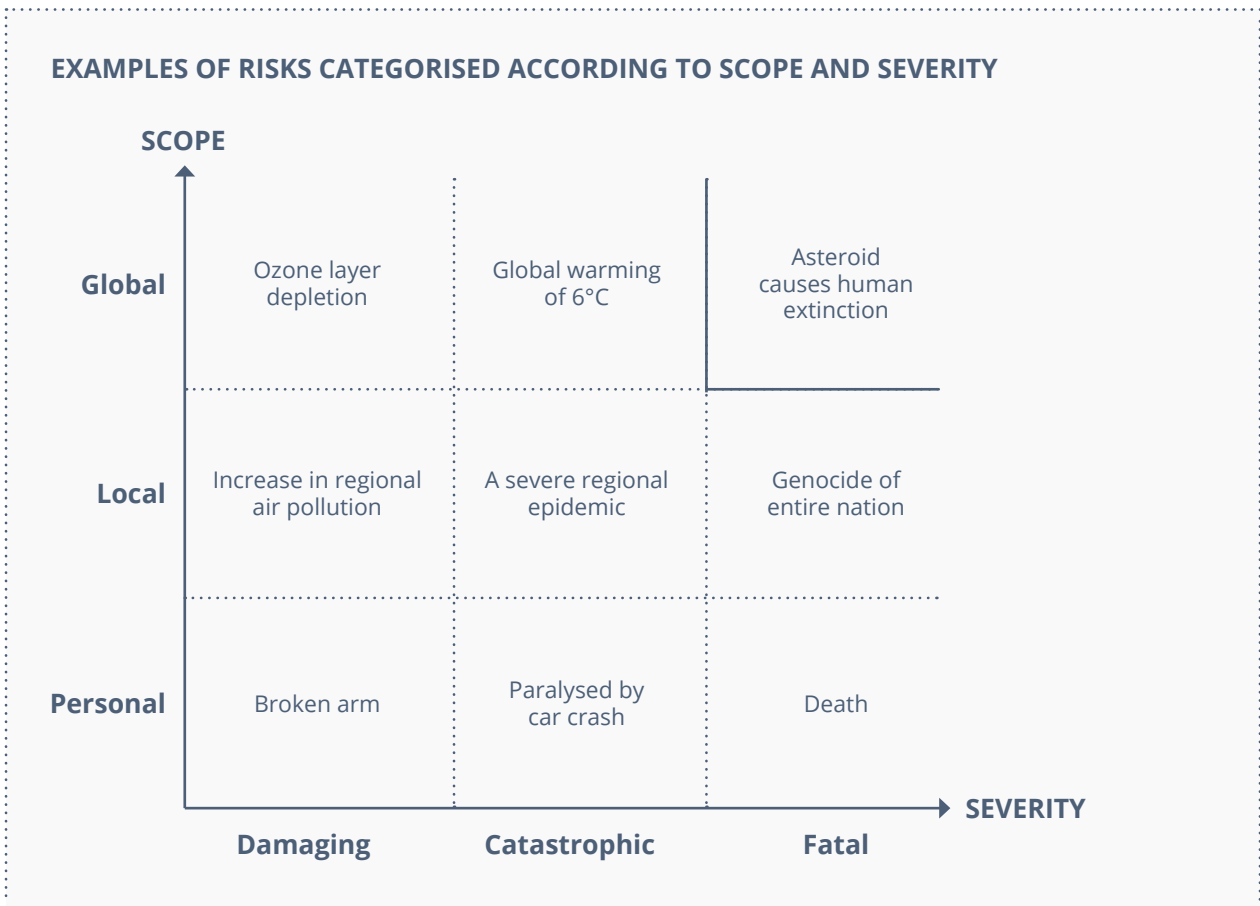 EXAMPLES OF RISKS CATEGORISED ACCORDING TO SCOPE AND SEVERITY
SCOPE
Global
Ozone layer
depletion
Global warming
of 6°C
Asteroid
causes human
extinction
Local
Increase in regional
air pollution
A severe regional
epidemic
Genocide of
entire nation
Personal
Broken arm
Paralysed by
car crash
Death
SEVERITY
Damaging
Catastrophic
Fatal